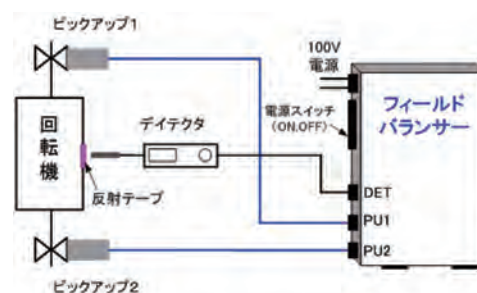 ピックアップ1
100V
電源
電源スイッチ
(ON.OFF)
フィールド
バランサー
回転機
デイテクタ
反射テープ
DET
PU1
PU2
ピックアップ2